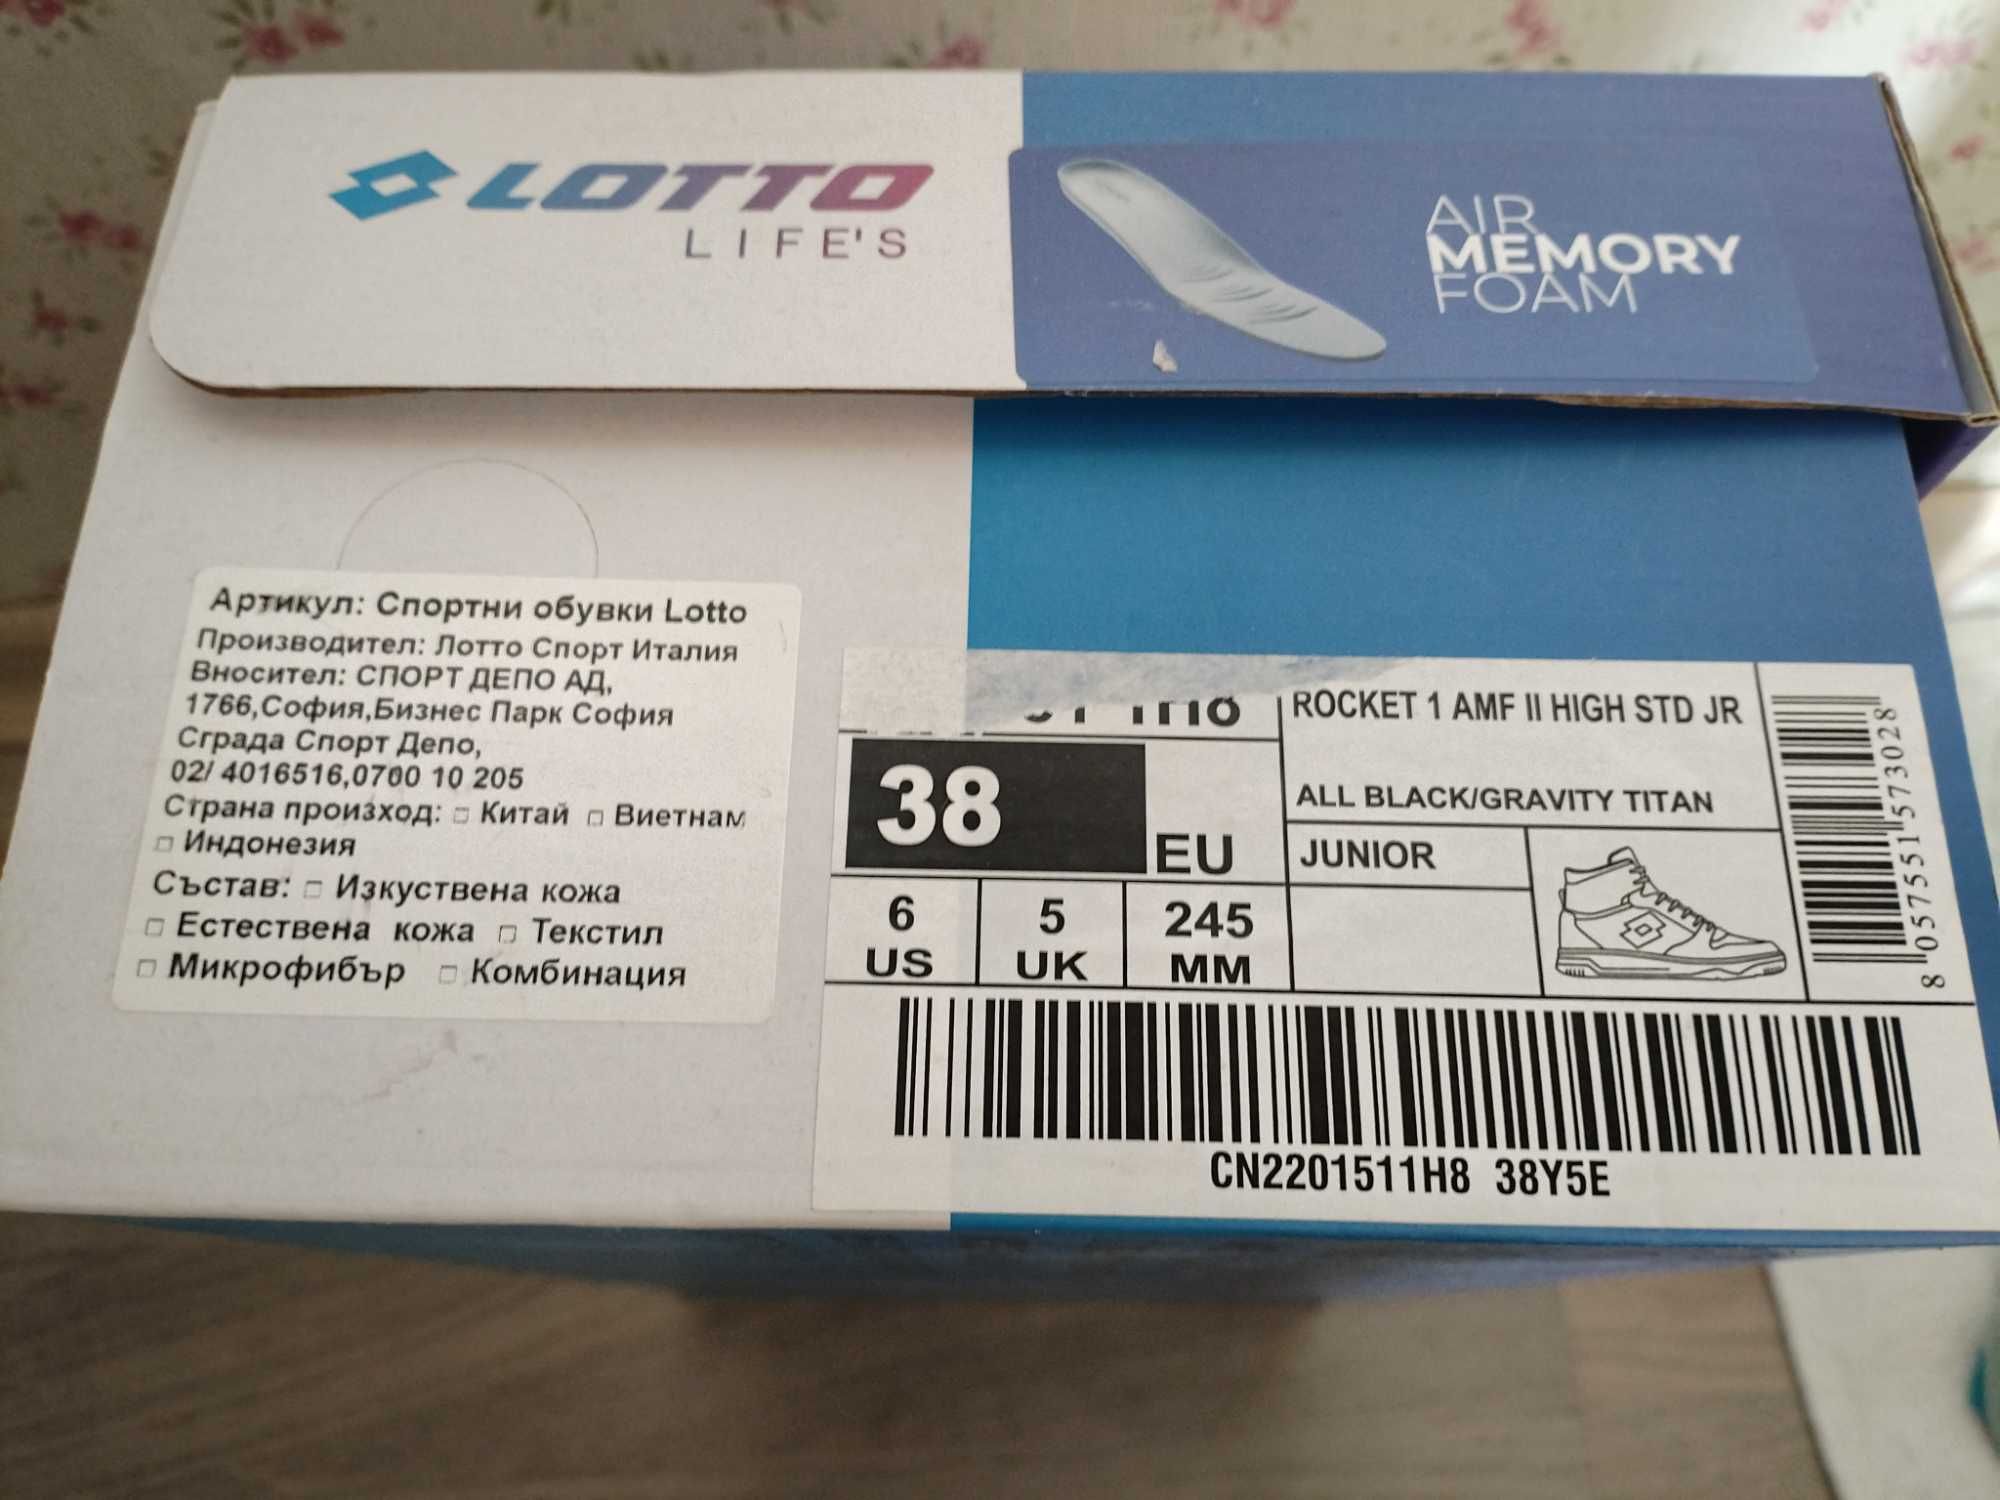 LOTTO
LIFE'S
AIR
MEMORY
FOAM
Артикул: Спортни обувки Lotto
Производител: Лотто Спорт Италия
Вносител: СПОРТ ДЕПО АД,
1766,София,Бизнес Парк София
Сграда Спорт Депо,
02/ 4016516,0700 10 205
Страна произход: □ Китай □ Виетнам
□ Индонезия
Състав: □ Изкуствена кожа
□ Естествена кожа □ Текстил
□ Микрофибър □ Комбинация
ROCKET 1 AMF II HIGH STD JR
ALL BLACK/GRAVITY TITAN
JUNIOR
38 EU
6 US
5 UK
245 MM
8 057551 573028
CN2201511H8 38Y5E